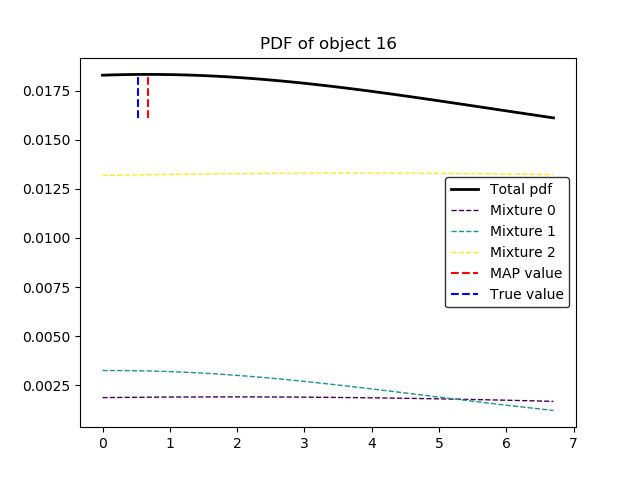 PDF of object 16
0.0175
0.0150
0.0125
0.0100
0.0075
0.0050
0.0025
0 1 2 3 4 5 6 7
Total pdf
Mixture 0
Mixture 1
Mixture 2
MAP value
True value